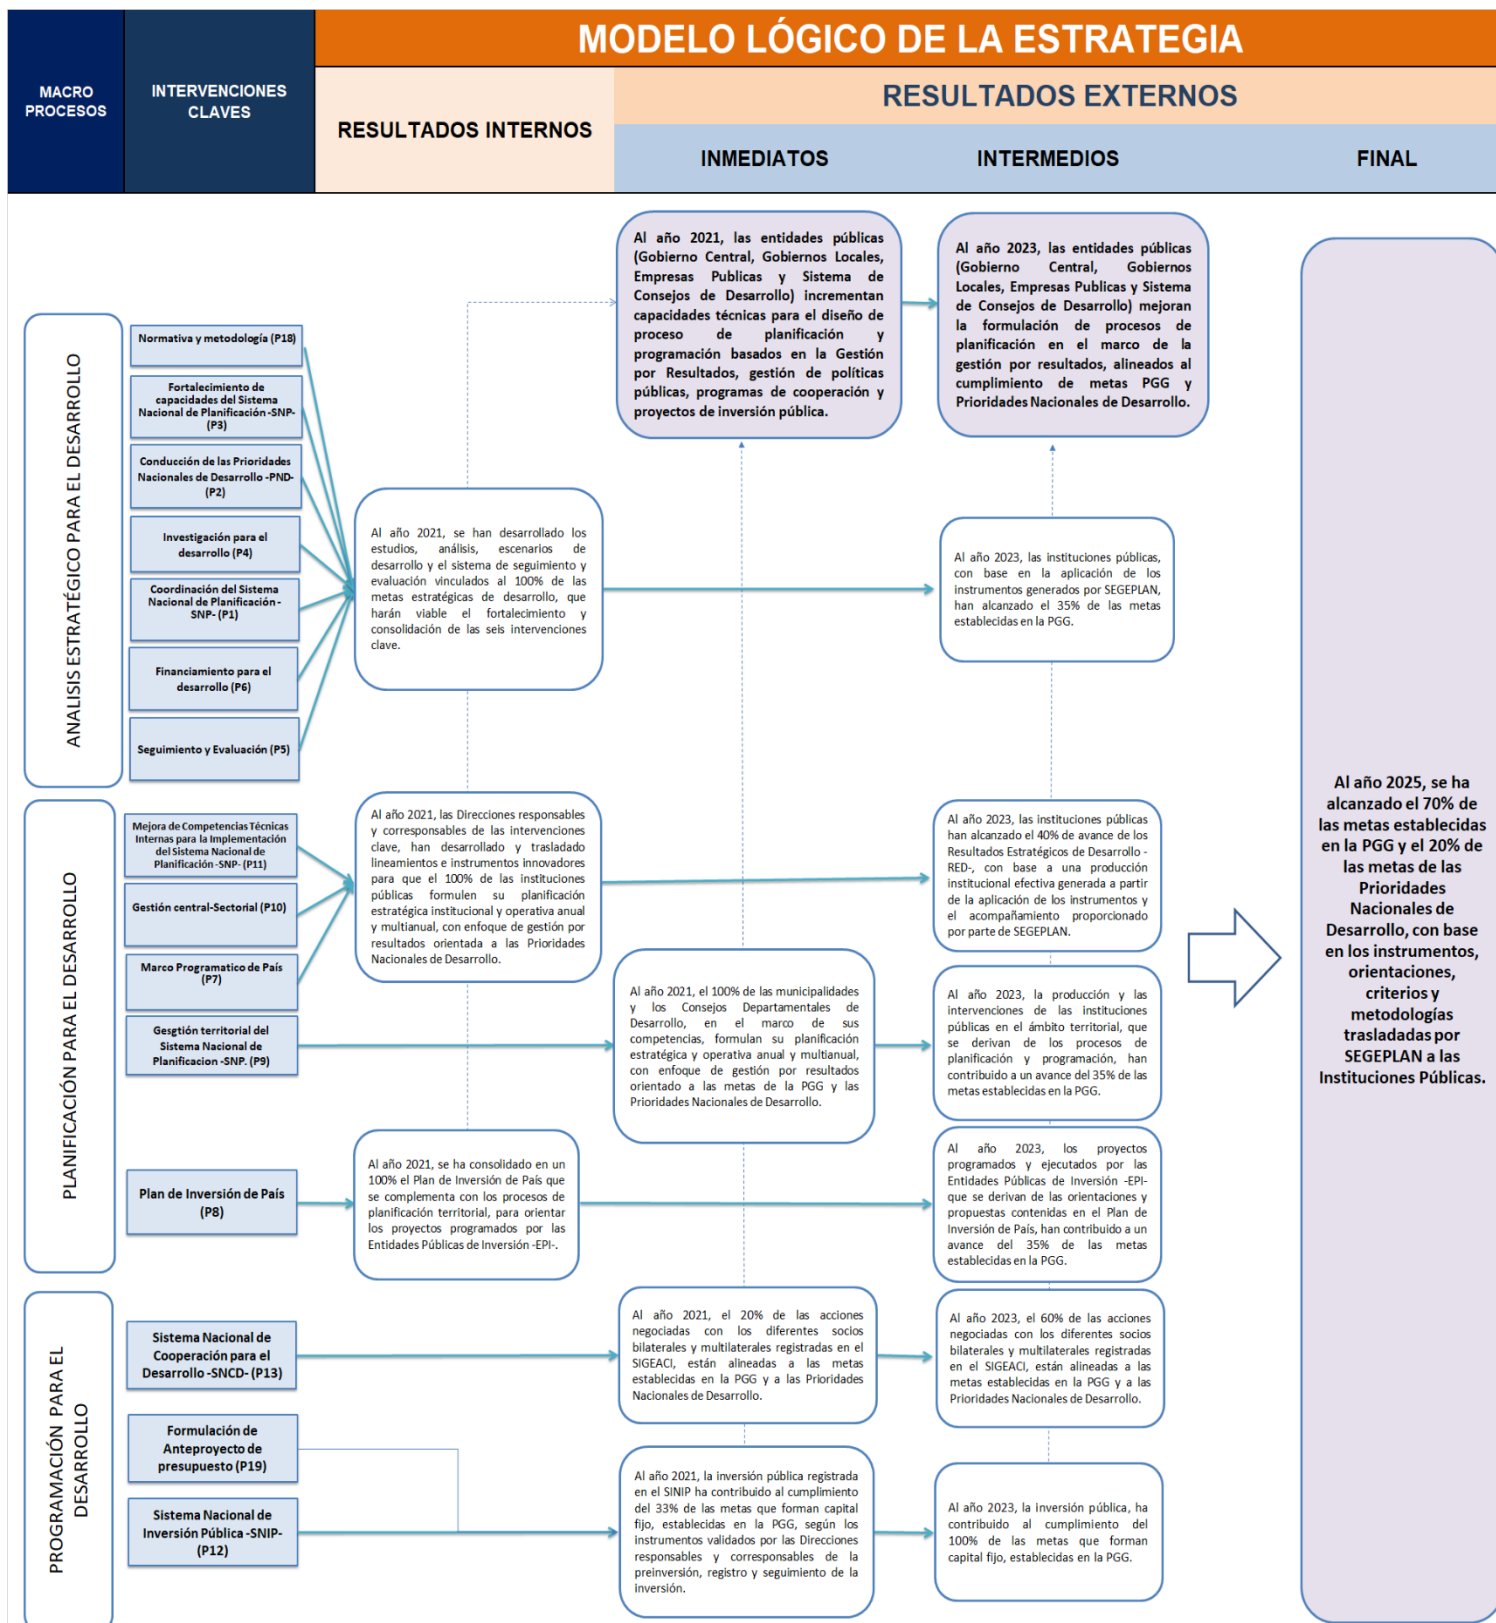 MODELO LÓGICO DE LA ESTRATEGIA
MACRO
PROCESOS
INTERVENCIONES
CLAVES
RESULTADOS INTERNOS
RESULTADOS EXTERNOS
INMEDIATOS
INTERMEDIOS
FINAL
ANALISIS ESTRATÉGICO PARA EL DESARROLLO
Normativa y metodología (P18)
Fortalecimiento de
capacidades del Sistema
Nacional de Planificación -SNP-
(P3)
Conducción de las Prioridades
Nacionales de Desarrollo -PND-
(P2)
Investigación para el
desarrollo (P4)
Coordinación del Sistema
Nacional de Planificación -
SNP- (P1)
Financiamiento para el
desarrollo (P6)
Seguimiento y Evaluación (P5)
Al año 2021, se han desarrollado los
estudios, análisis, escenarios de
desarrollo y el sistema de seguimiento y
evaluación vinculados al 100% de las
metas estratégicas de desarrollo, que
harán viable el fortalecimiento y
consolidación de las seis intervenciones
clave.
Al año 2021, las entidades públicas
(Gobierno Central, Gobiernos Locales,
Empresas Publicas y Sistema de
Consejos de Desarrollo) incrementan
capacidades técnicas para el diseño de
proceso de planificación y
programación basados en la Gestión
por Resultados, gestión de políticas
públicas, programas de cooperación y
proyectos de inversión pública.
Al año 2023, las entidades públicas
(Gobierno Central, Gobiernos
Locales, Empresas Publicas y Sistema
de Consejos de Desarrollo) mejoran
la formulación de procesos de
planificación en el marco de la
gestión por resultados, alineados al
cumplimiento de metas PGG y
Prioridades Nacionales de Desarrollo.
Al año 2023, las instituciones públicas,
con base en la aplicación de los
instrumentos generados por SEGEPLAN,
han alcanzado el 35% de las metas
establecidas en la PGG.
PLANIFICACIÓN PARA EL DESARROLLO
Mejora de Competencias Técnicas
Internas para la Implementación
del Sistema Nacional de
Planificación -SNP- (P11)
Gestión central-Sectorial (P10)
Marco Programatico de País
(P7)
Gesgtión territorial del
Sistema Nacional de
Planificacion -SNP. (P9)
Plan de Inversión de País
(P8)
Al año 2021, las Direcciones responsables
y corresponsables de las intervenciones
clave, han desarrollado y trasladado
lineamientos e instrumentos innovadores
para que el 100% de las instituciones
públicas formulen su planificación
estratégica institucional y operativa anual
y multianual, con enfoque de gestión por
resultados orientada a las Prioridades
Nacionales de Desarrollo.
Al año 2023, las instituciones públicas
han alcanzado el 40% de avance de los
Resultados Estratégicos de Desarrollo -
RED-, con base a una producción
institucional efectiva generada a partir
de la aplicación de los instrumentos y
el acompañamiento proporcionado
por parte de SEGEPLAN.
Al año 2021, el 100% de las municipalidades
y los Consejos Departamentales de
Desarrollo, en el marco de sus
competencias, formulan su planificación
estratégica y operativa anual y multianual,
con enfoque de gestión por resultados
orientado a las metas de la PGG y las
Prioridades Nacionales de Desarrollo.
Al año 2023, la producción y las
intervenciones de las instituciones
públicas en el ámbito territorial, que
se derivan de los procesos de
planificación y programación, han
contribuido a un avance del 35% de las
metas establecidas en la PGG.
Al año 2021, se ha consolidado en un
100% el Plan de Inversión de País que
se complementa con los procesos de
planificación territorial, para orientar
los proyectos programados por las
Entidades Públicas de Inversión -EPI-.
Al año 2023, los proyectos
programados y ejecutados por las
Entidades Públicas de Inversión -EPI-
que se derivan de las orientaciones y
propuestas contenidas en el Plan de
Inversión de País, han contribuido a un
avance del 35% de las metas
establecidas en la PGG.
PROGRAMACIÓN PARA EL
DESARROLLO
Sistema Nacional de
Cooperación para el
Desarrollo -SNCD- (P13)
Formulación de
Anteproyecto de
presupuesto (P19)
Sistema Nacional de
Inversión Pública -SNIP-
(P12)
Al año 2021, el 20% de las acciones
negociadas con los diferentes socios
bilaterales y multilaterales registradas en el
SIGEACI, están alineadas a las metas
establecidas en la PGG y a las Prioridades
Nacionales de Desarrollo.
Al año 2023, el 60% de las acciones
negociadas con los diferentes socios
bilaterales y multilaterales registradas
en el SIGEACI, están alineadas a las
metas establecidas en la PGG y a las
Prioridades Nacionales de Desarrollo.
Al año 2021, la inversión pública registrada
en el SINIP ha contribuido al cumplimiento
del 33% de las metas que forman capital
fijo, establecidas en la PGG, según los
instrumentos validados por las Direcciones
responsables y corresponsables de la
preinversión, registro y seguimiento de la
inversión.
Al año 2023, la inversión pública, ha
contribuido al cumplimiento del
100% de las metas que forman
capital fijo, establecidas en la PGG.
Al año 2025, se ha
alcanzado el 70% de
las metas establecidas
en la PGG y el 20% de
las metas de las
Prioridades
Nacionales de
Desarrollo, con base
en los instrumentos,
orientaciones,
criterios y
metodologías
trasladadas por
SEGEPLAN a las
Instituciones Públicas.